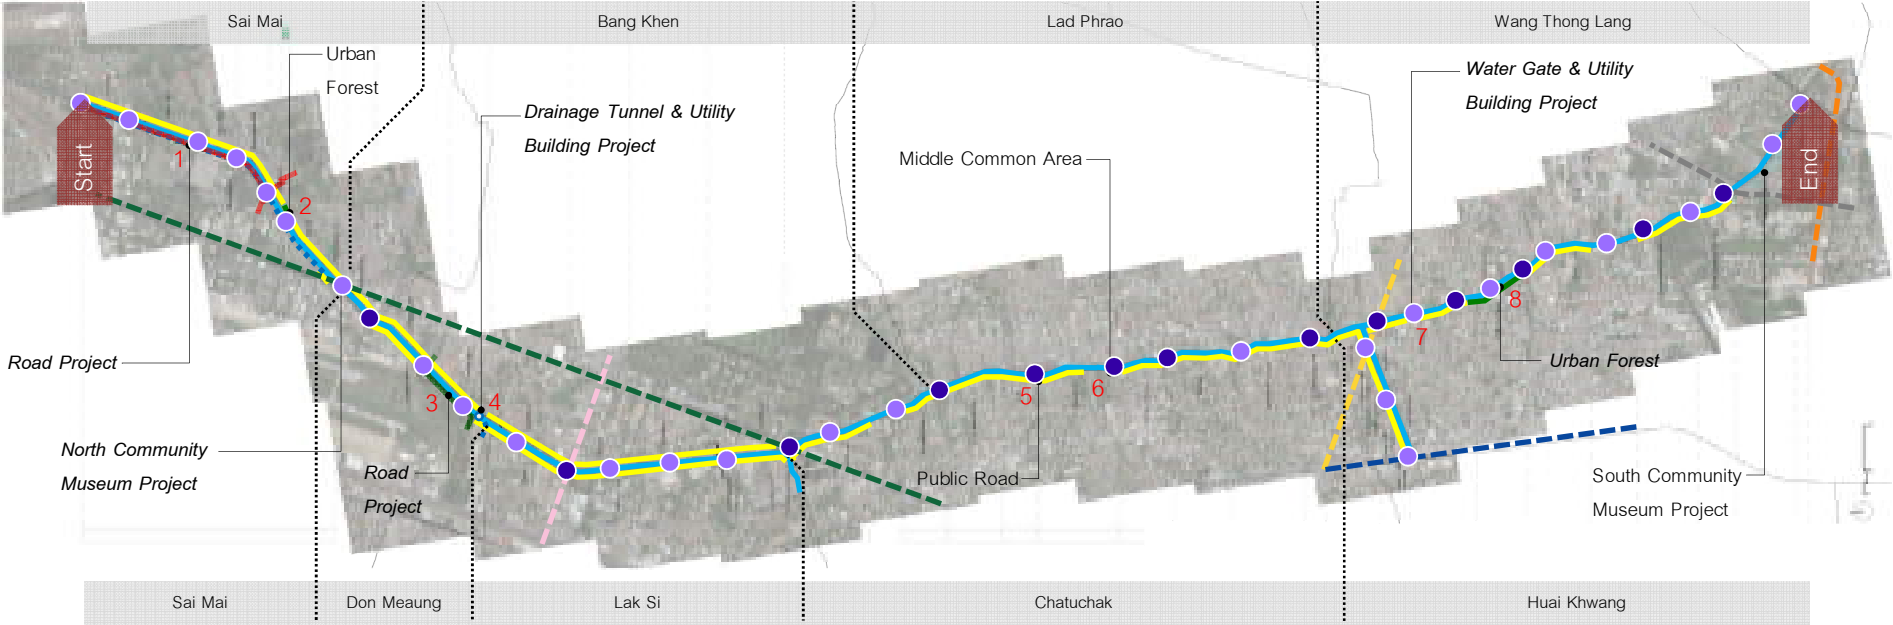 Sai Mai
Bang Khen
Lad Phrao
Wang Thong Lang
Urban
Forest
Drainage Tunnel & Utility
Building Project
Middle Common Area
Water Gate & Utility
Building Project
Start
End
1
2
3
4
5
6
7
8
Road Project
North Community
Museum Project
Road
Project
Public Road
Urban Forest
South Community
Museum Project
Sai Mai
Don Meaung
Lak Si
Chatuchak
Huai Khwang